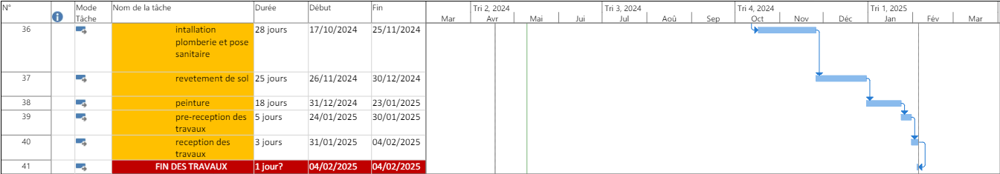 N° Mode Tâche Nom de la tâche Durée Début Fin Tri 2, 2024 Tri 3, 2024 Tri 4, 2024 Tri 1, 2025
Mar Avr Mai Jui Jul Aoû Sep Oct Nov Déc Jan Fév Mar
36 intallation 28 jours 17/10/2024 25/11/2024
plomberie et pose
sanitaire
37 revetement de sol 25 jours 26/11/2024 30/12/2024
38 peinture 18 jours 31/12/2024 23/01/2025
39 pre-reception des 5 jours 24/01/2025 30/01/2025
travaux
40 reception des 3 jours 31/01/2025 04/02/2025
travaux
41 FIN DES TRAVAUX 1 jour? 04/02/2025 04/02/2025